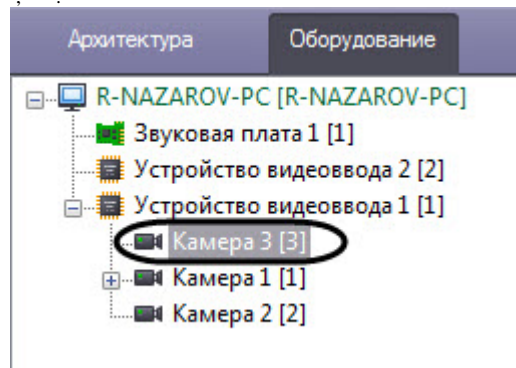 Архитектура Оборудование
R-NAZAROV-PC [R-NAZAROV-PC]
Звуковая плата 1 [1]
Устройство видеоввода 2 [2]
Устройство видеоввода 1 [1]
Камера 3 [3]
Камера 1 [1]
Камера 2 [2]